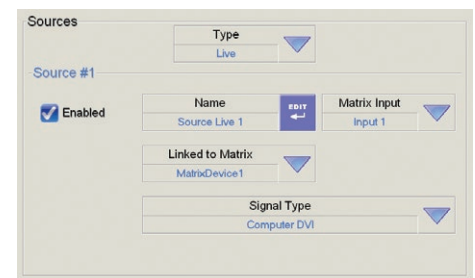 Sources
Type
Live
Source #1
Enabled
Name
Source Live 1
EDIT
Matrix Input
Input 1
Linked to Matrix
MatrixDevice1
Signal Type
Computer DVI